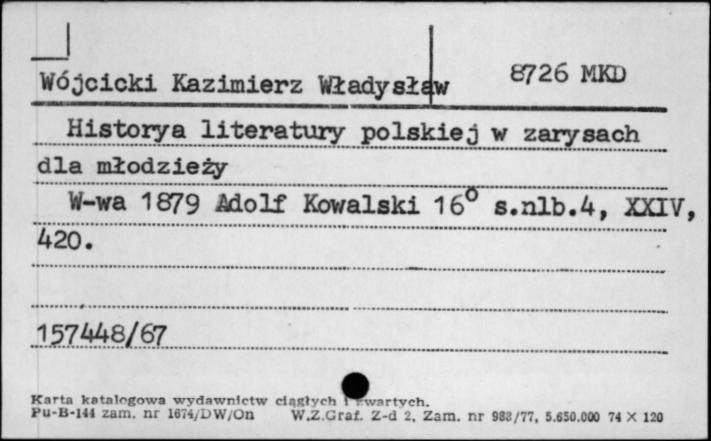 Wójcicki Kazimierz Władysław 8726 MKD
Historya literatury polskiej w zarysach
dla młodzieży
W-wa 1879 Adolf Kowalski 16° s.nlb.4, XXIV,
420.
157448/67
Karta katalogowa wydawnictw ciągłych i zwartych.
Pu-B-144 zam. nr 1674/DW/On W.Z.Graf. Z-d 2, Zam. nr 988/77, 5.650.000 74 X 120